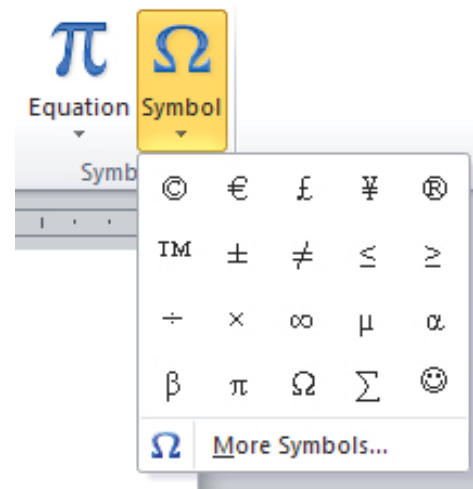 π Ω
Equation Symbol
Symb
© € £ ¥ ®
TM ± ≠ ≤ ≥
÷ × ∞ µ α
β π Ω ∑ ☺
Ω More Symbols...